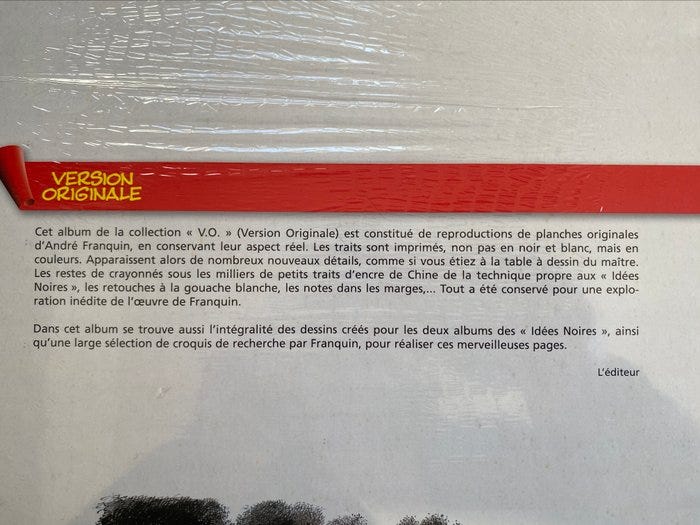 VERSION
ORIGINALE
Cet album de la collection « V.O. » (Version Originale) est constitué de reproductions de planches originales
d'André Franquin, en conservant leur aspect réel. Les traits sont imprimés, non pas en noir et blanc, mais en
couleurs. Apparaissent alors de nombreux nouveaux détails, comme si vous étiez à la table à dessin du maître.
Les restes de crayonnés sous les milliers de petits traits d'encre de Chine de la technique propre aux « Idées
Noires », les retouches à la gouache blanche, les notes dans les marges,... Tout a été conservé pour une explo-
ration inédite de l'œuvre de Franquin.
Dans cet album se trouve aussi l'intégralité des dessins créés pour les deux albums des « Idées Noires », ainsi
qu'une large sélection de croquis de recherche par Franquin, pour réaliser ces merveilleuses pages.
L'éditeur